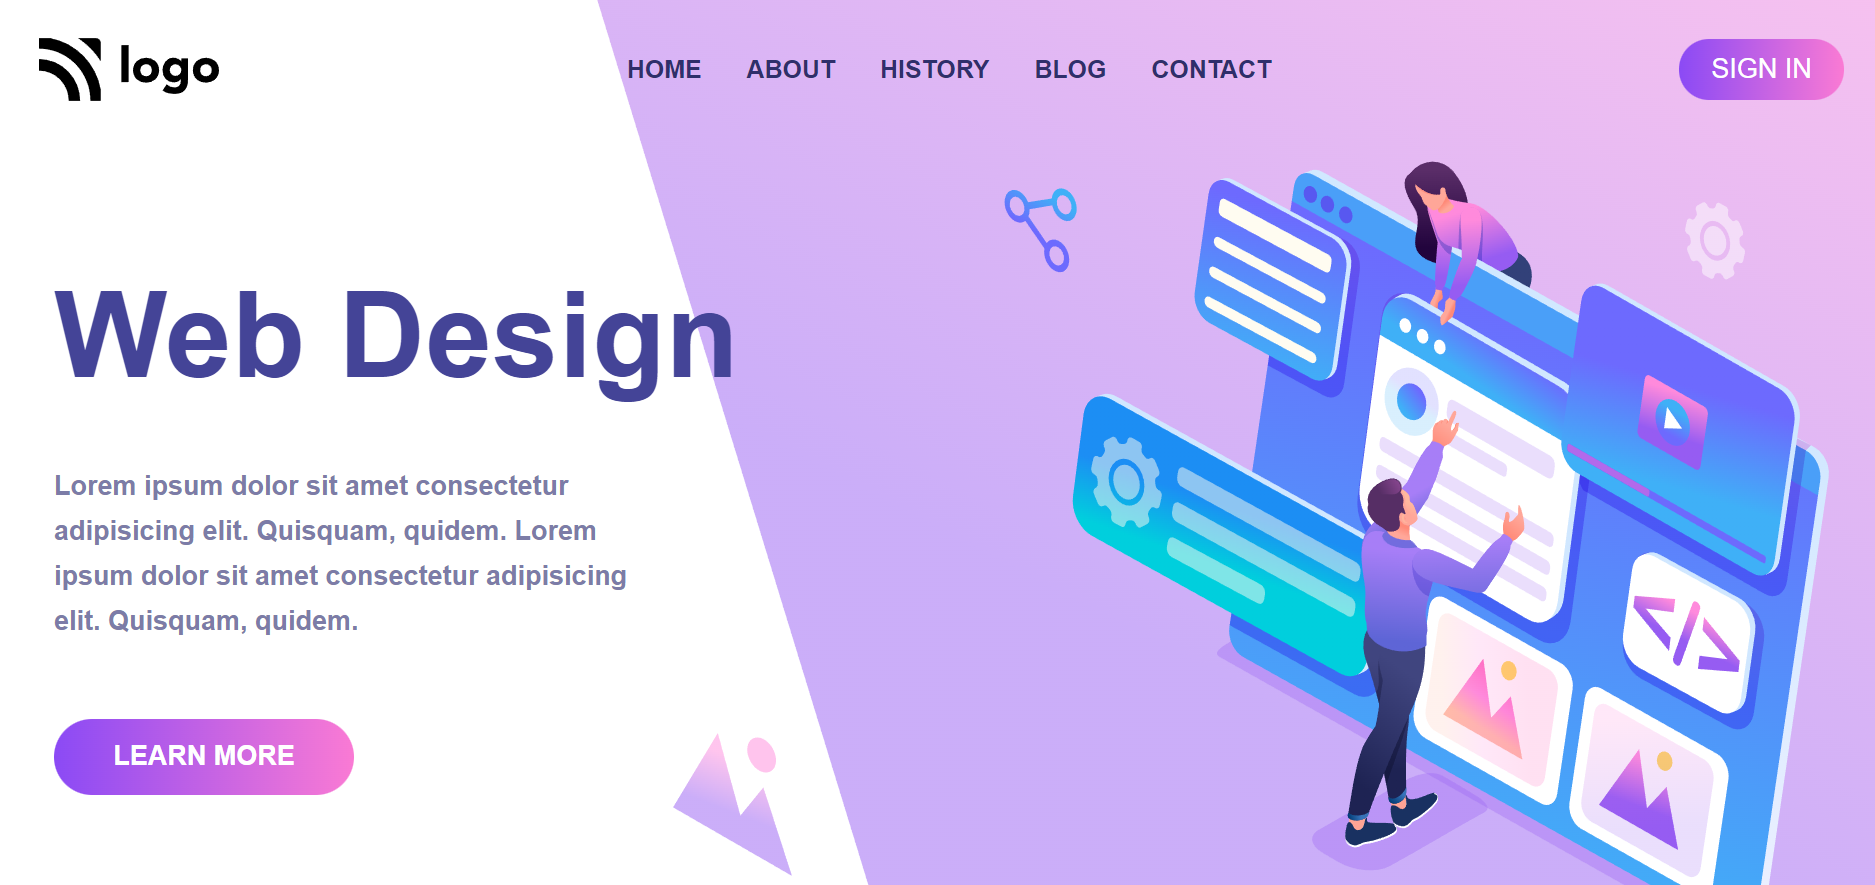 logo
HOME ABOUT HISTORY BLOG CONTACT
SIGN IN
Web Design
Lorem ipsum dolor sit amet consectetur
adipisicing elit. Quisquam, quidem. Lorem
ipsum dolor sit amet consectetur adipisicing
elit. Quisquam, quidem.
LEARN MORE
</>